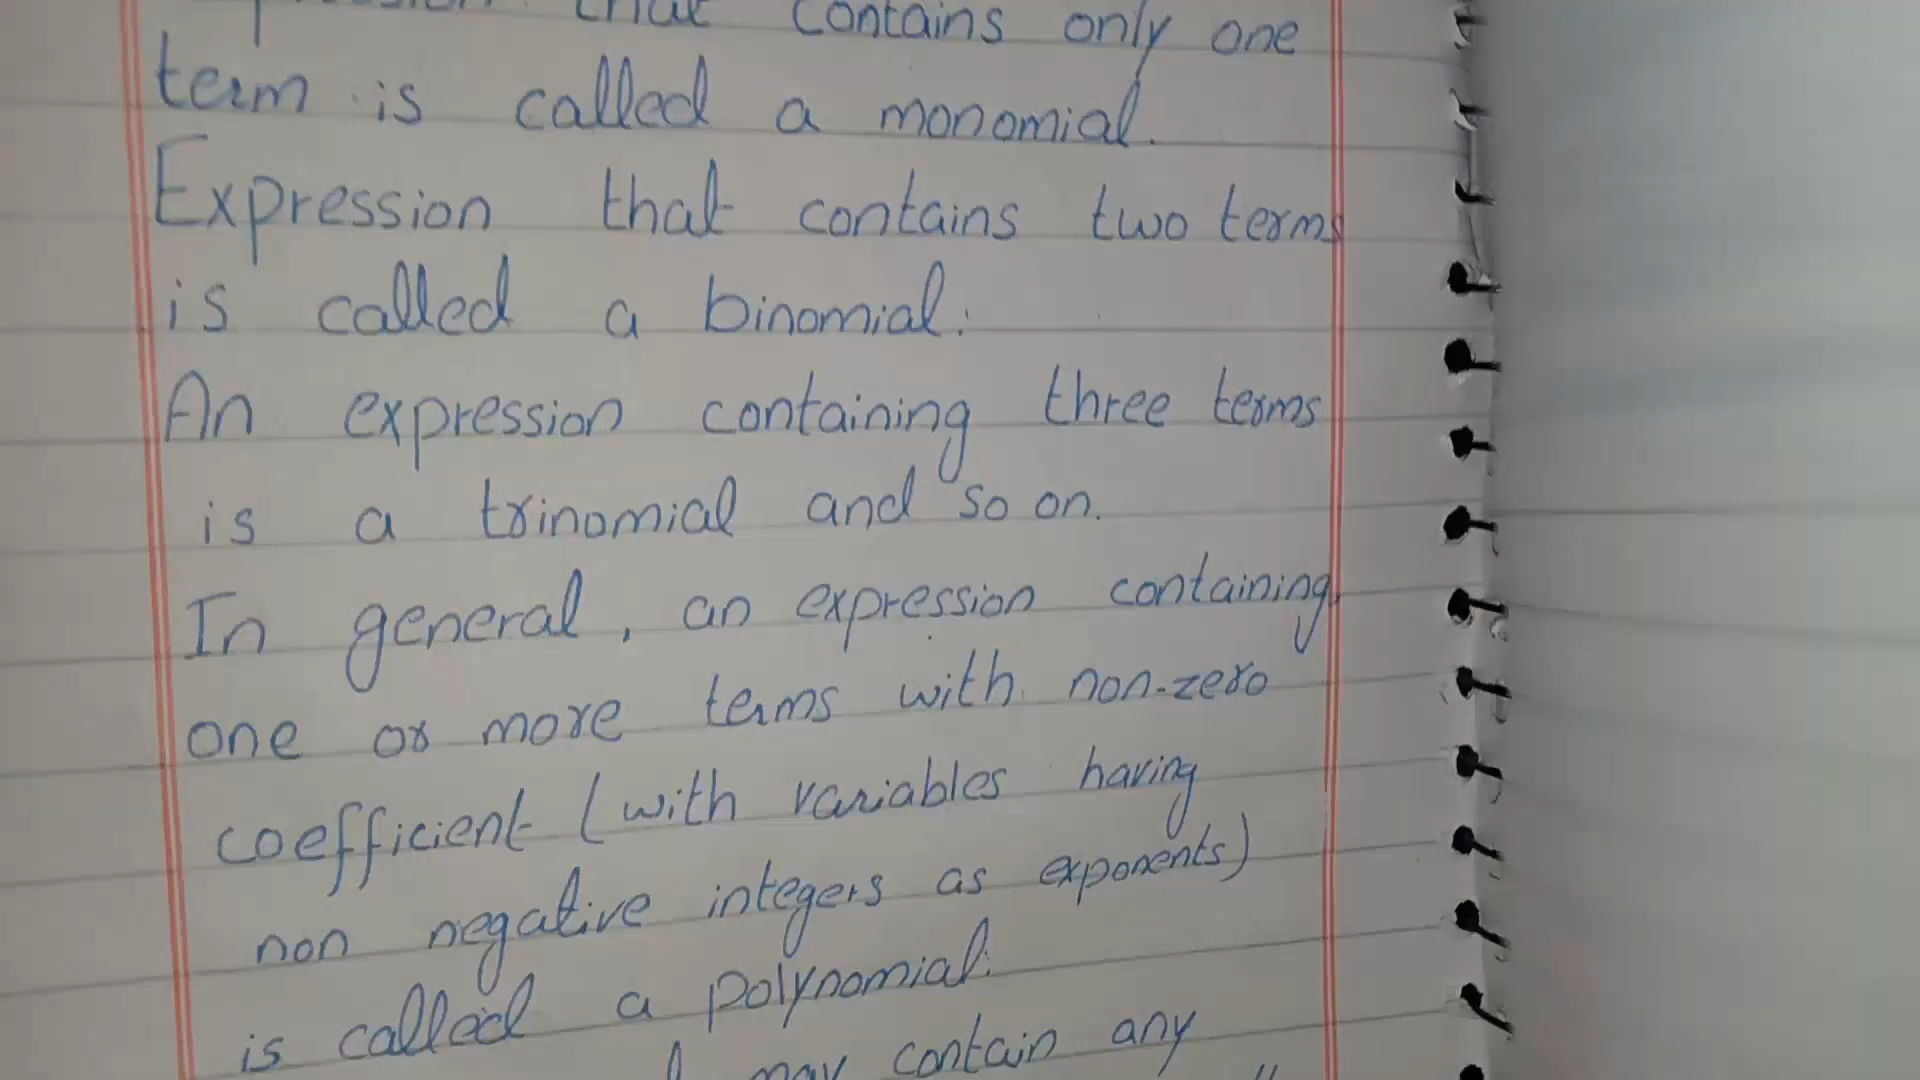 that contains only one
term is called a monomial.
Expression that contains two terms
is called a binomial.
An expression containing three terms
is a trinomial and so on.
In general, an expression containing
one or more terms with non-zero
coefficient (with variables having
non negative integers as exponents)
is called a polynomial.
may contain any